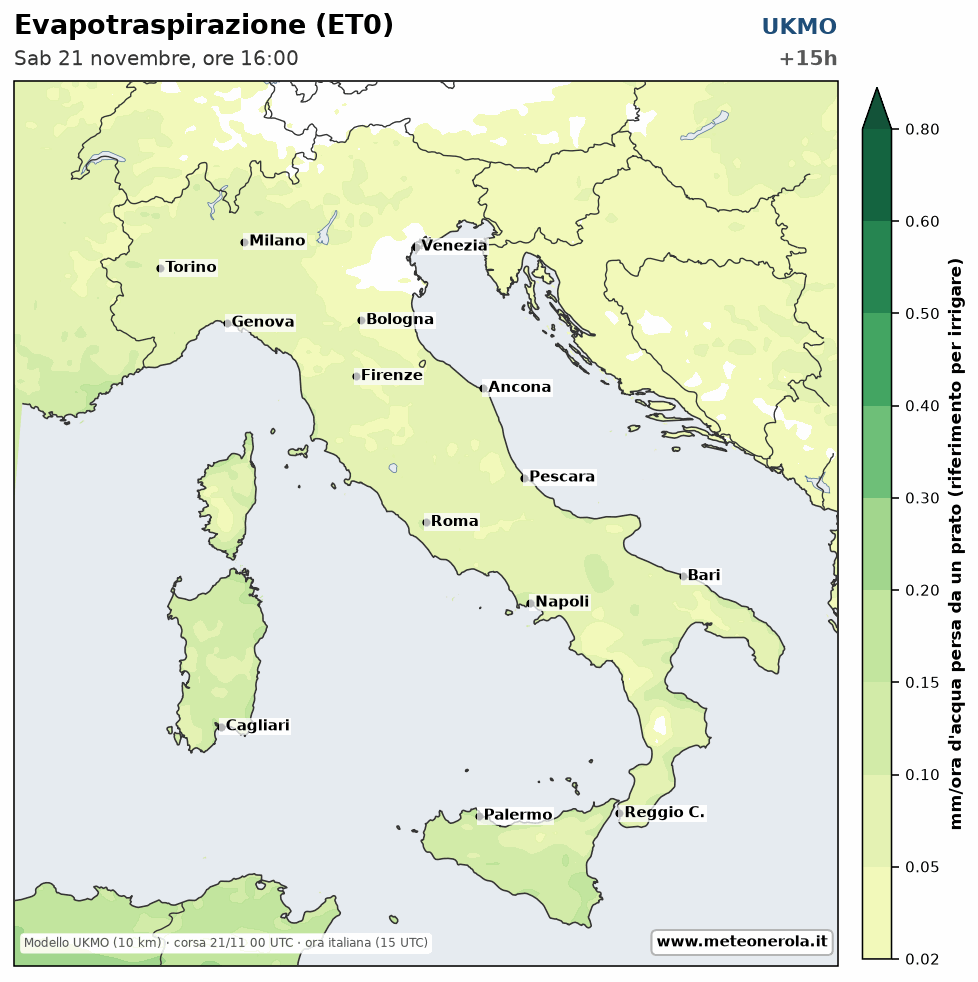 Evapotraspirazione (ET0)
UKMO
Sab 21 novembre, ore 16:00
+15h
0.80
0.60
0.50
0.40
0.30
0.20
0.15
0.10
0.05
0.02
mm/ora d'acqua persa da un prato (riferimento per irrigare)
Milano
Venezia
Torino
Genova
Bologna
Firenze
Ancona
Pescara
Roma
Bari
Napoli
Cagliari
Palermo
Reggio C.
Modello UKMO (10 km) · corsa 21/11 00 UTC · ora italiana (15 UTC)
www.meteonerola.it